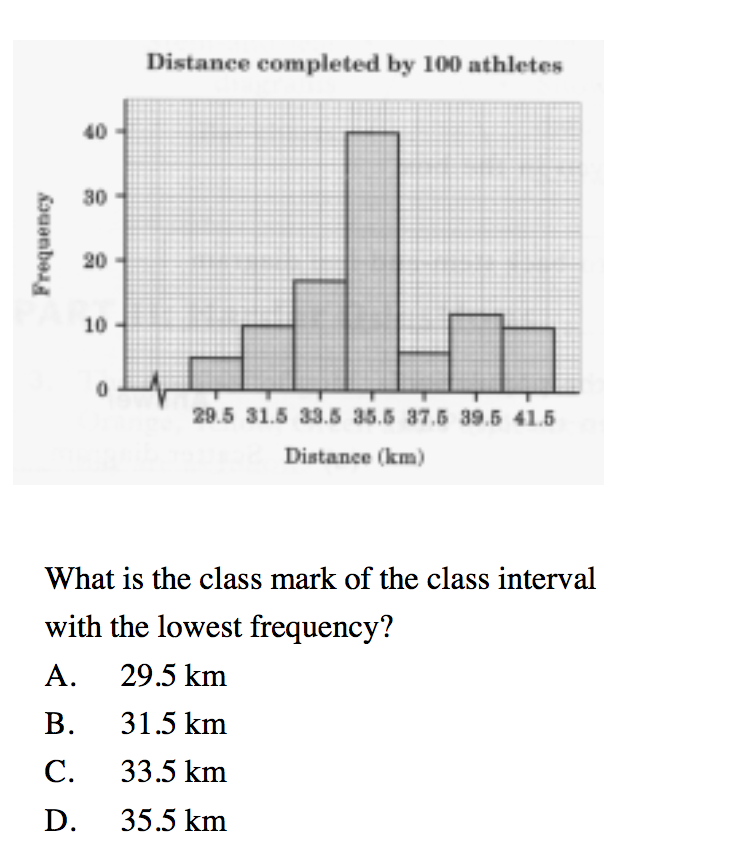 Distance completed by 100 athletes
40
30
20
10
0
Frequency
29.5 31.5 33.5 35.5 37.5 39.5 41.5
Distance (km)
What is the class mark of the class interval
with the lowest frequency?
A. 29.5 km
B. 31.5 km
C. 33.5 km
D. 35.5 km